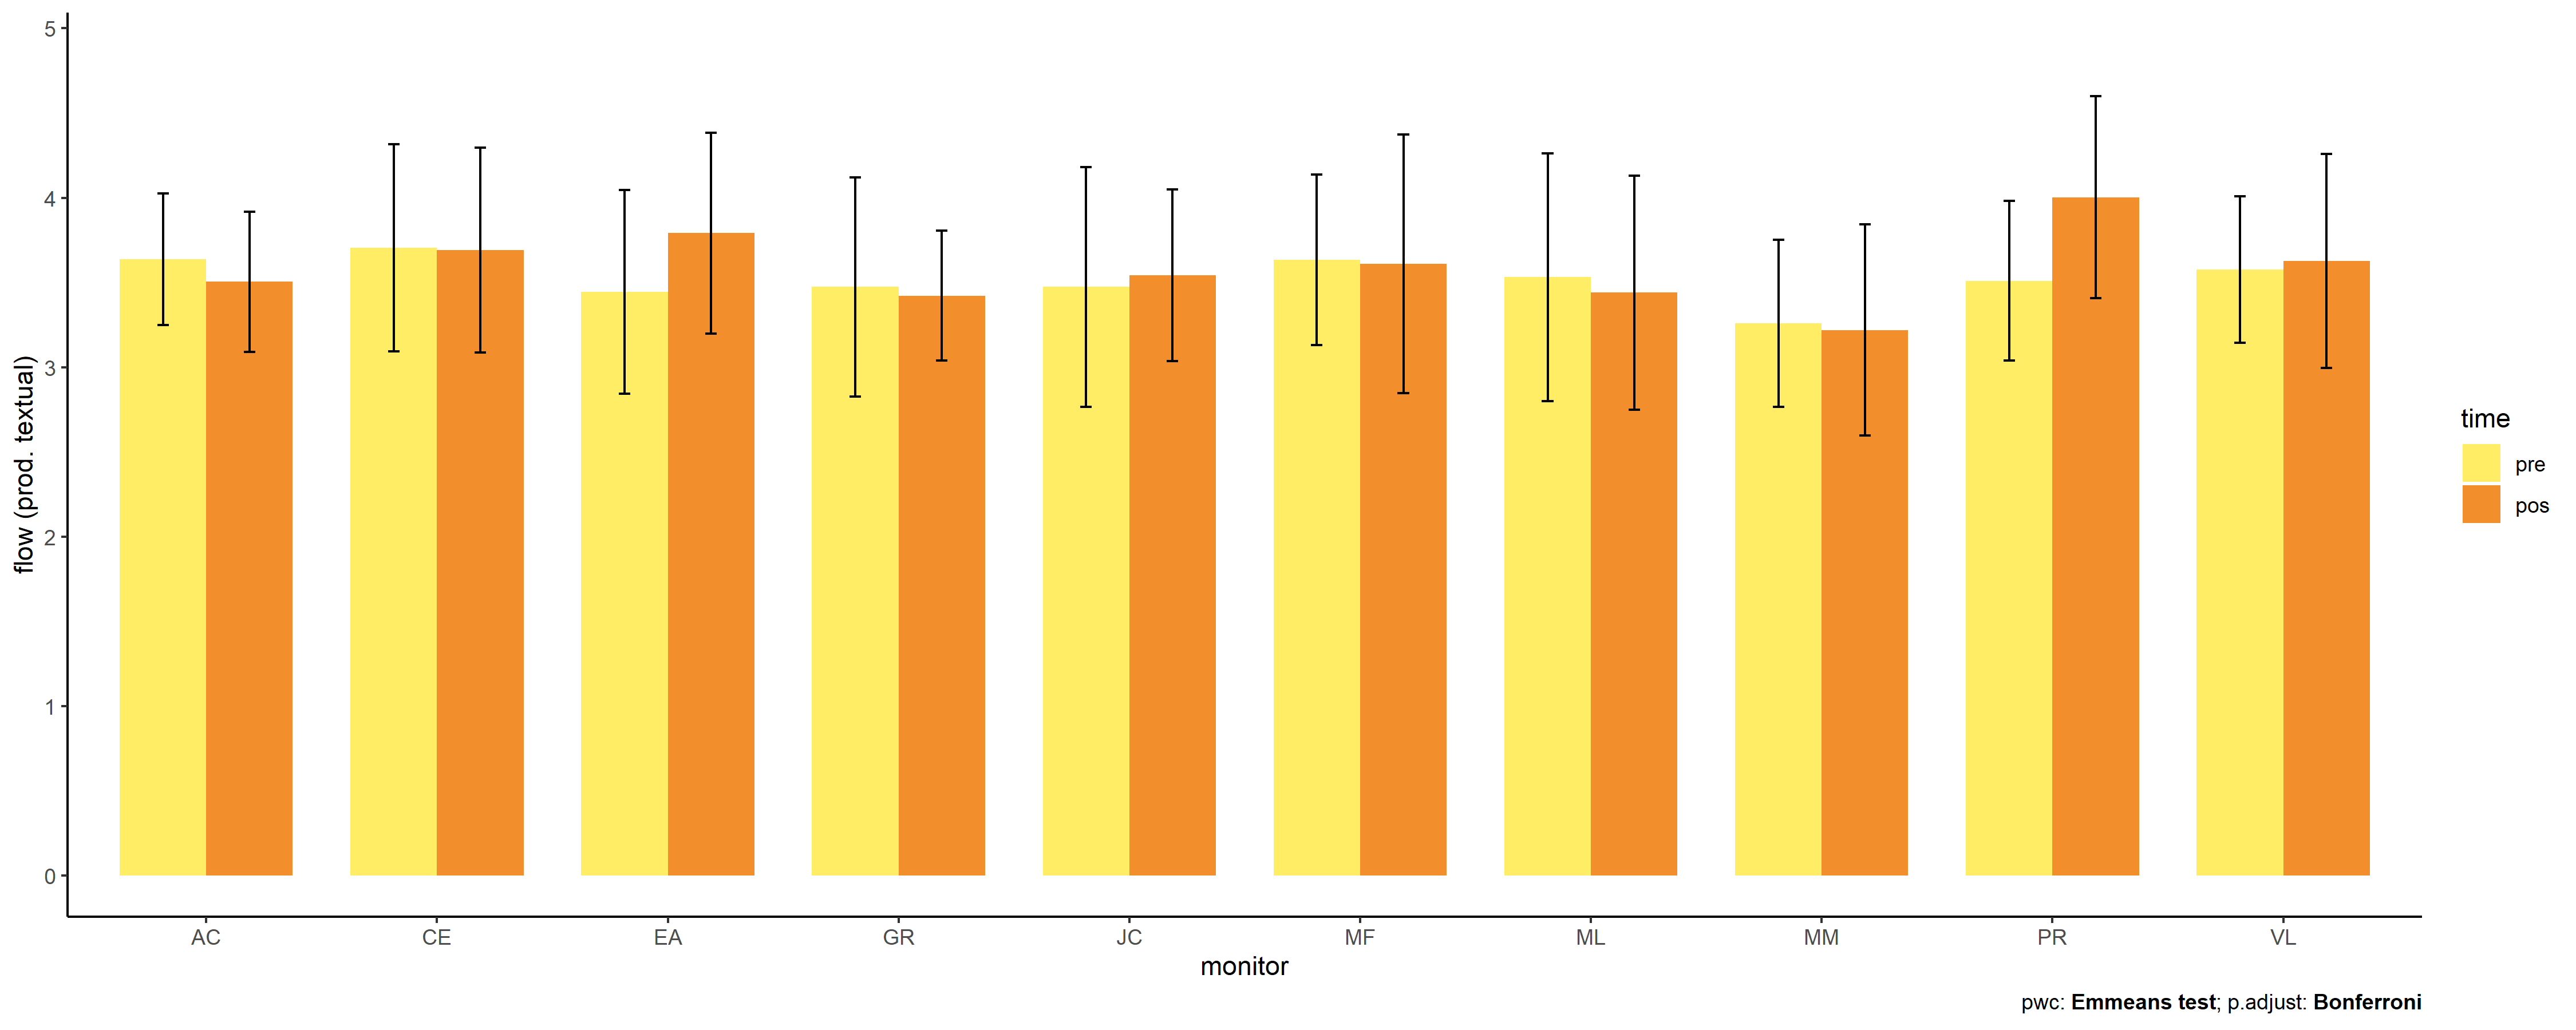 5
4
3
2
1
0
flow (prod. textual)
AC CE EA GR JC MF ML MM PR VL
monitor
time
pre
pos
pwc: Emmeans test; p.adjust: Bonferroni